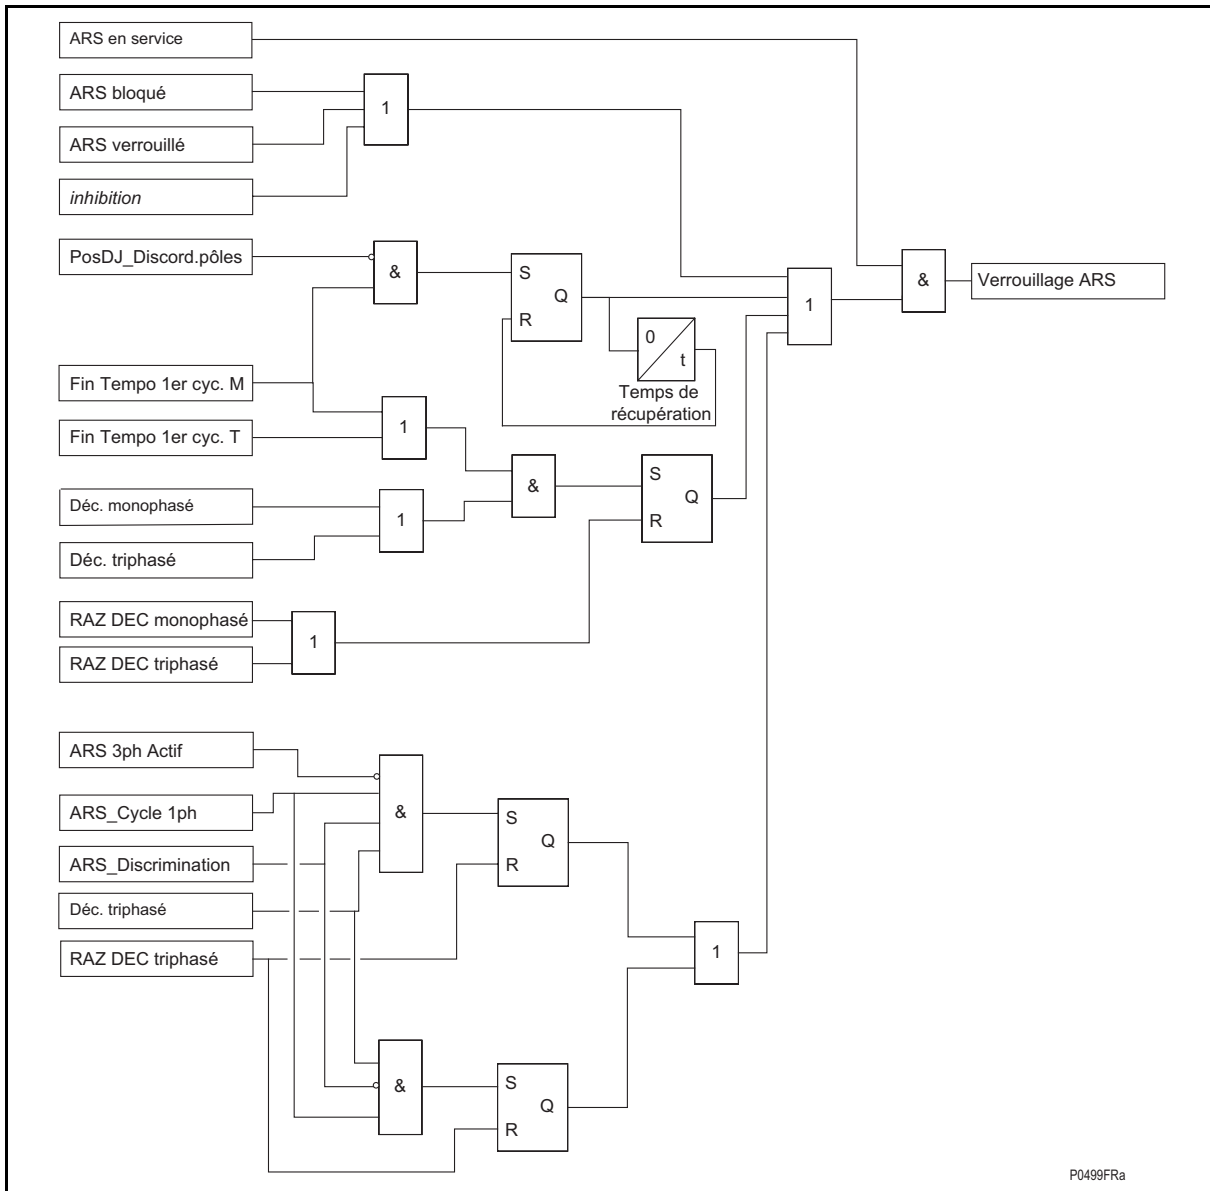 ARS en service
ARS bloqué
1
ARS verrouillé
inhibition
PosDJ_Discord.pôles
&
S
Q
R
0
t
Temps de
récupération
1
&
Verrouillage ARS
Fin Tempo 1er cyc. M
Fin Tempo 1er cyc. T
1
Déc. monophasé
1
Déc. triphasé
&
S
Q
R
RAZ DEC monophasé
1
RAZ DEC triphasé
ARS 3ph Actif
ARS_Cycle 1ph
&
S
Q
R
ARS_Discrimination
Déc. triphasé
RAZ DEC triphasé
1
&
S
Q
R
P0499FRa